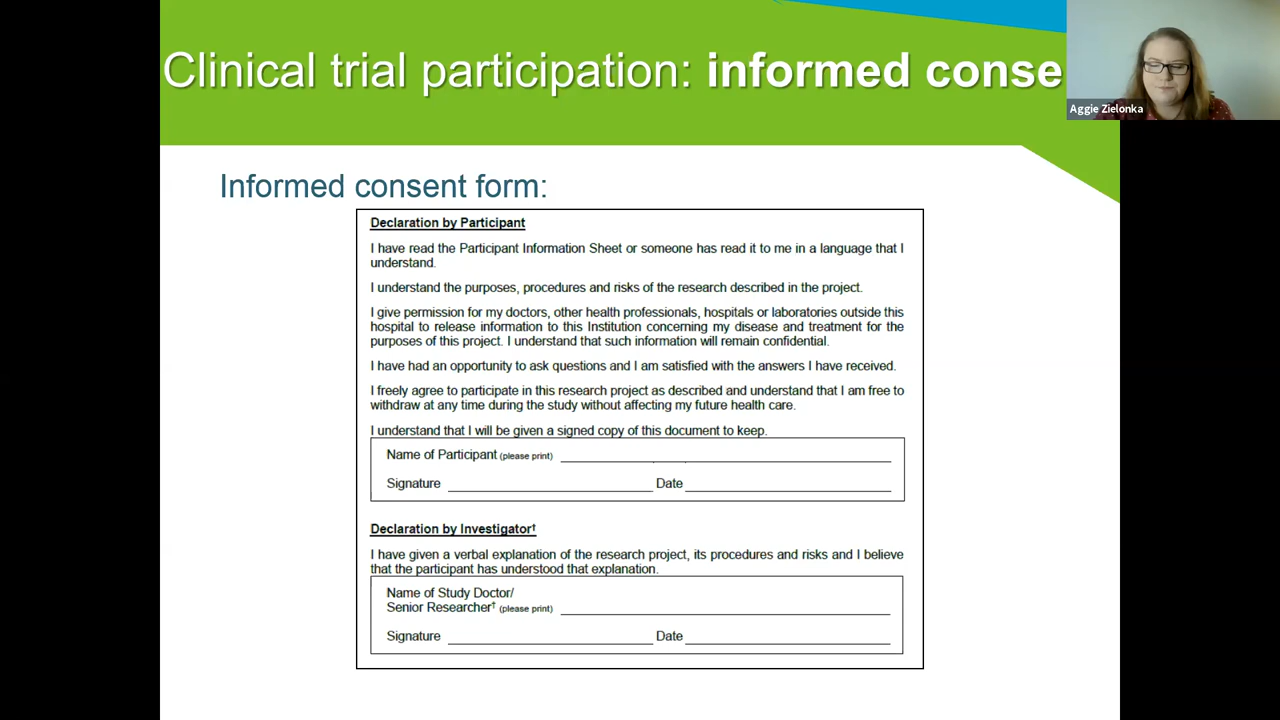 Clinical trial participation: informed conse
Aggie Zielonka
Informed consent form:
Declaration by Participant
I have read the Participant Information Sheet or someone has read it to me in a language that I
understand.
I understand the purposes, procedures and risks of the research described in the project.
I give permission for my doctors, other health professionals, hospitals or laboratories outside this
hospital to release information to this Institution concerning my disease and treatment for the
purposes of this project. I understand that such information will remain confidential.
I have had an opportunity to ask questions and I am satisfied with the answers I have received.
I freely agree to participate in this research project as described and understand that I am free to
withdraw at any time during the study without affecting my future health care.
I understand that I will be given a signed copy of this document to keep.
Name of Participant (please print)
Signature Date
Declaration by Investigator†
I have given a verbal explanation of the research project, its procedures and risks and I believe
that the participant has understood that explanation.
Name of Study Doctor/
Senior Researcher† (please print)
Signature Date